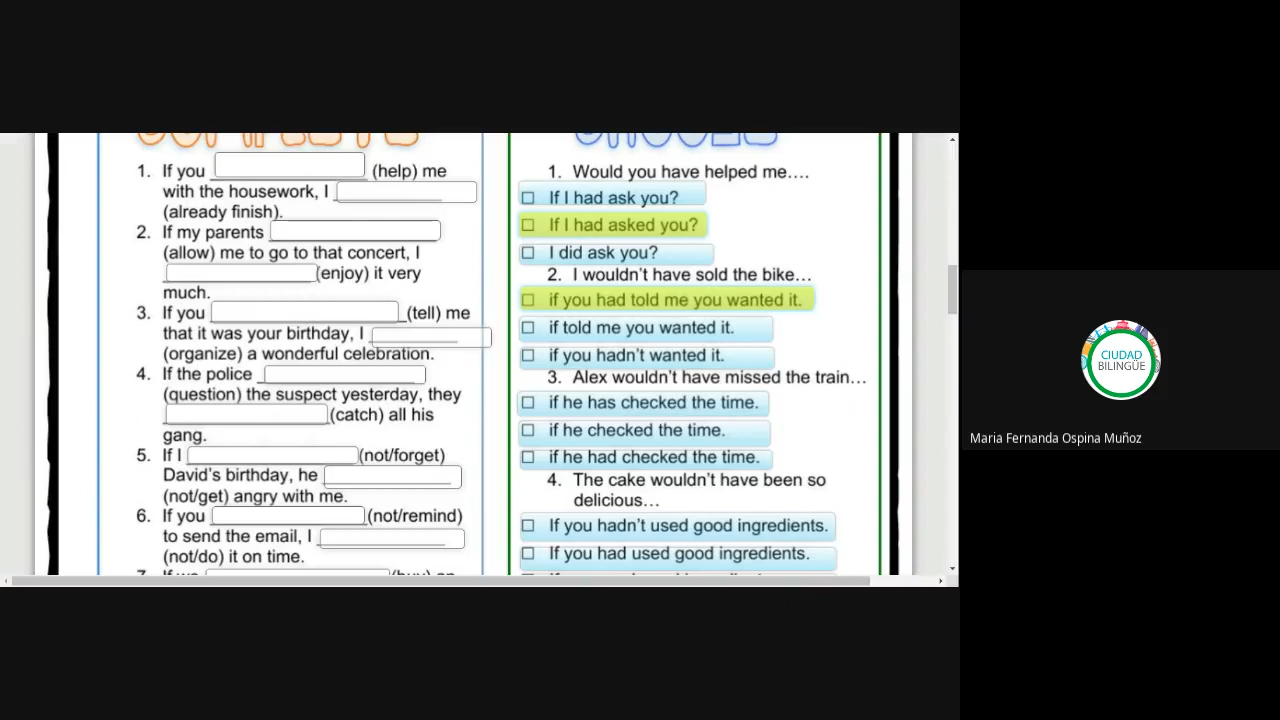 1. If you (help) me
with the housework, I
(already finish).
2. If my parents
(allow) me to go to that concert, I
(enjoy) it very
much.
3. If you (tell) me
that it was your birthday, I
(organize) a wonderful celebration.
4. If the police
(question) the suspect yesterday, they
(catch) all his
gang.
5. If I (not/forget)
David's birthday, he
(not/get) angry with me.
6. If you (not/remind)
to send the email, I
(not/do) it on time.
1. Would you have helped me….
If I had ask you?
If I had asked you?
I did ask you?
2. I wouldn't have sold the bike…
if you had told me you wanted it.
if told me you wanted it.
if you hadn't wanted it.
3. Alex wouldn't have missed the train…
if he has checked the time.
if he checked the time.
if he had checked the time.
4. The cake wouldn't have been so
delicious…
If you hadn't used good ingredients.
If you had used good ingredients.
CIUDAD
BILINGÜE
Maria Fernanda Ospina Muñoz